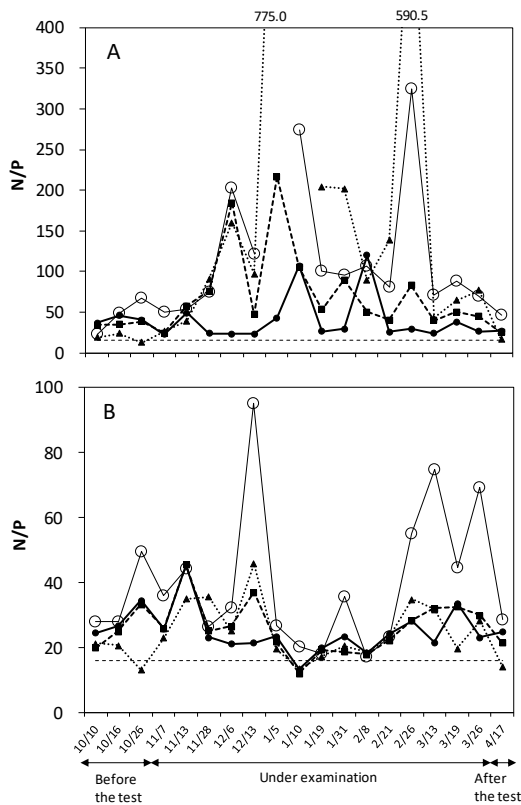 775.0 590.5
400
350
300
250
200
150
100
50
0
A
N/P
100
80
60
40
20
0
B
N/P
10/10 10/16 10/26 11/7 11/13 11/28 12/6 12/13 1/5 1/10 1/19 1/31 2/8 2/21 2/26 3/13 3/19 3/26 4/17
Before Under examination After
the test the test